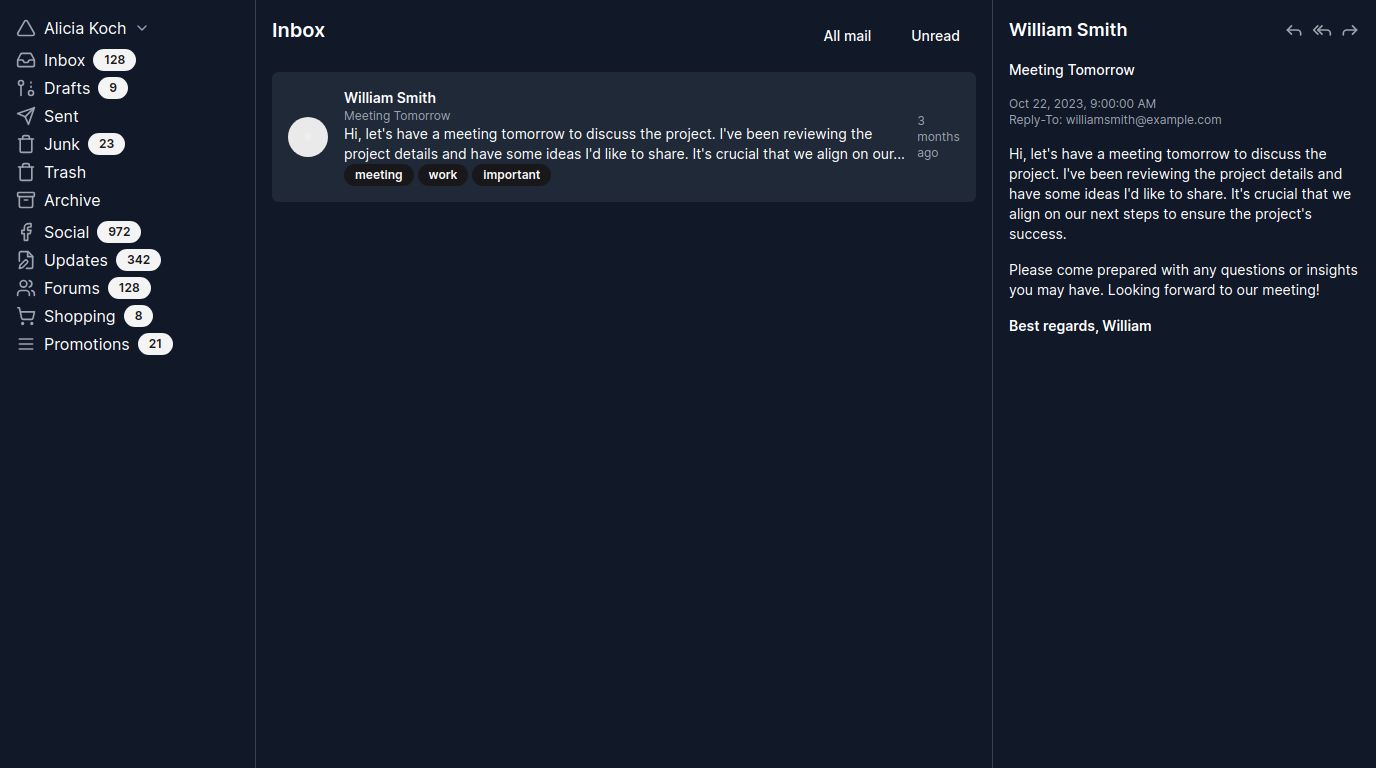 Alicia Koch
Inbox 128
Drafts 9
Sent
Junk 23
Trash
Archive
Social 972
Updates 342
Forums 128
Shopping 8
Promotions 21
Inbox
All mail Unread
William Smith
Meeting Tomorrow
Hi, let's have a meeting tomorrow to discuss the project. I've been reviewing the
project details and have some ideas I'd like to share. It's crucial that we align on our...
meeting work important
3
months
ago
William Smith
Meeting Tomorrow
Oct 22, 2023, 9:00:00 AM
Reply-To: williamsmith@example.com
Hi, let's have a meeting tomorrow to discuss the
project. I've been reviewing the project details and
have some ideas I'd like to share. It's crucial that we
align on our next steps to ensure the project's
success.
Please come prepared with any questions or insights
you may have. Looking forward to our meeting!
Best regards, William